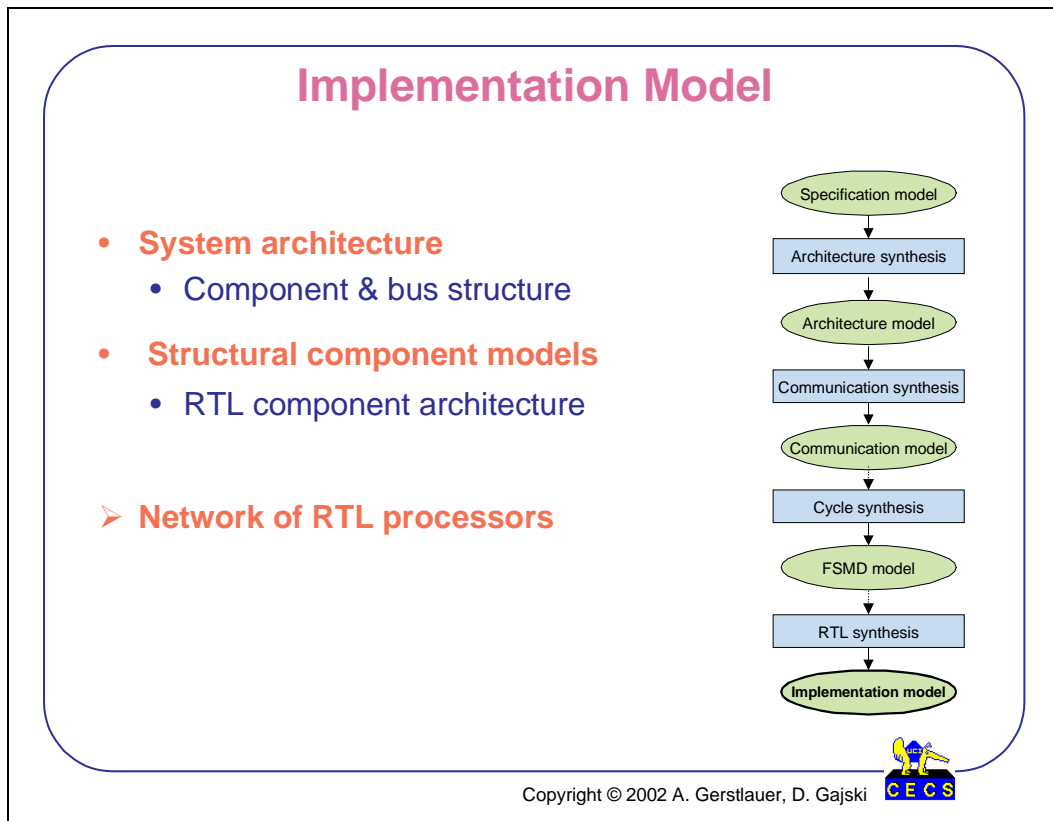 Implementation Model
• System architecture
• Component & bus structure
• Structural component models
• RTL component architecture
➢ Network of RTL processors
Specification model
Architecture synthesis
Architecture model
Communication synthesis
Communication model
Cycle synthesis
FSMD model
RTL synthesis
Implementation model
UCI
CECS
Copyright © 2002 A. Gerstlauer, D. Gajski